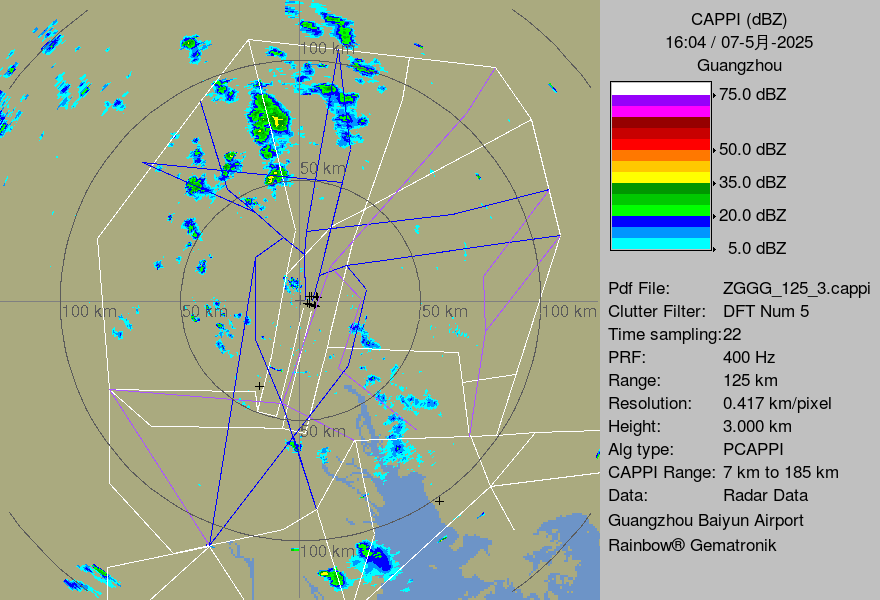 CAPPI (dBZ)
16:04 / 07-5月-2025
Guangzhou
75.0 dBZ
50.0 dBZ
35.0 dBZ
20.0 dBZ
5.0 dBZ
100 km
50 km
100 km
50 km
50 km
100 km
50 km
100 km
Pdf File: ZGGG_125_3.cappi
Clutter Filter: DFT Num 5
Time sampling:22
PRF: 400 Hz
Range: 125 km
Resolution: 0.417 km/pixel
Height: 3.000 km
Alg type: PCAPPI
CAPPI Range: 7 km to 185 km
Data: Radar Data
Guangzhou Baiyun Airport
Rainbow® Gematronik